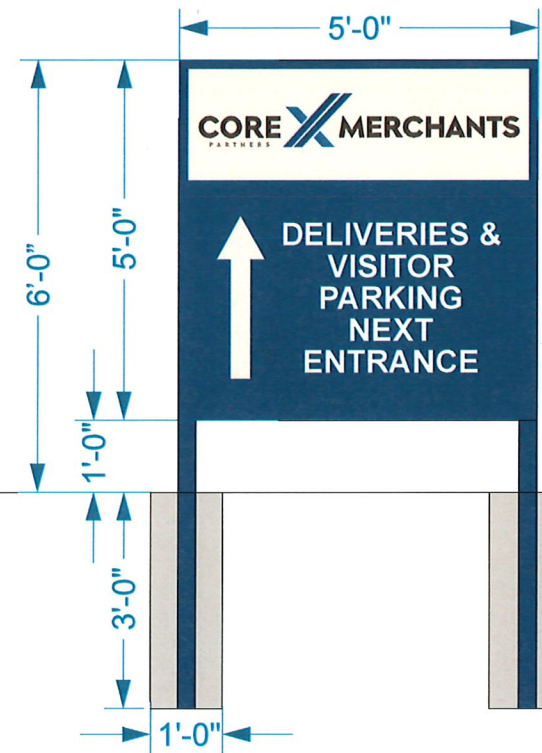 5'-0"
CORE X MERCHANTS
PARTNERS
6'-0"
5'-0"
DELIVERIES &
VISITOR
PARKING
NEXT
ENTRANCE
1'-0"
3'-0"
1'-0"